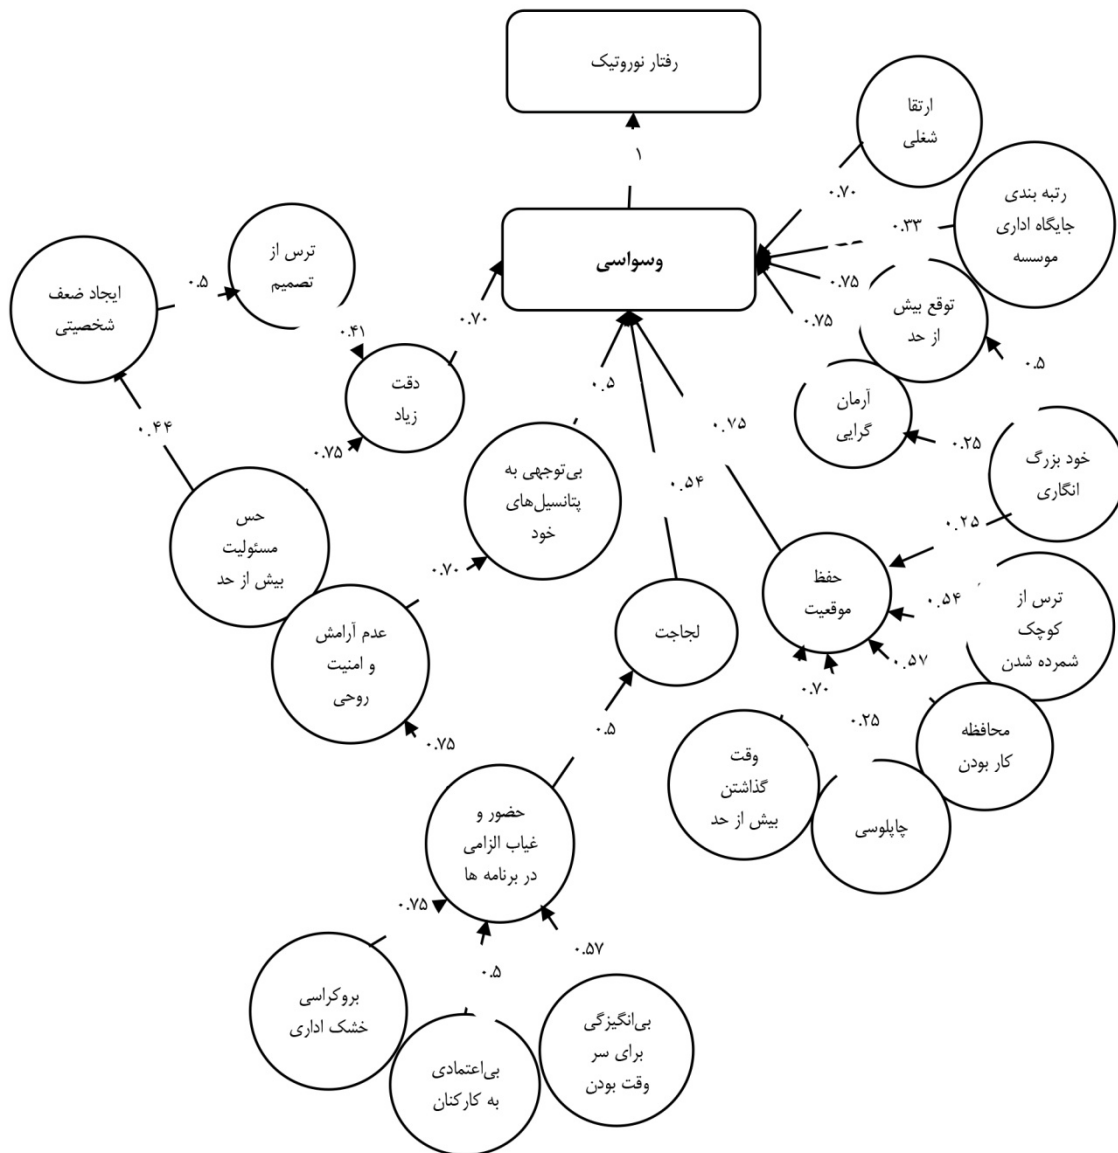 رفتار نوروتیک
۱
وسواسی
ارتقا
شغلی
۰.۷۰
رتبه بندی
جایگاه اداری
موسسه
۰.۳۳
توقع بیش
از حد
۰.۷۵
آرمان
گرایی
۰.۷۵
۰.۵
خود بزرگ
انگاری
۰.۲۵
۰.۲۵
ترس از
تصمیم
۰.۵
ایجاد ضعف
شخصیتی
۰.۴۱
۰.۷۰
دقت
زیاد
۰.۴۴
۰.۷۵
حس
مسئولیت
بیش از حد
۰.۵
بی‌توجهی به
پتانسیل‌های
خود
۰.۷۰
عدم آرامش
و امنیت
روحی
۰.۵۴
لجاجت
۰.۷۵
حفظ
موقعیت
۰.۵۴
ترس از
کوچک
شمرده شدن
۰.۵۷
محافظه
کار بودن
۰.۲۵
چاپلوسی
۰.۷۰
وقت
گذاشتن
بیش از حد
۰.۷۵
۰.۵
حضور و
غیاب الزامی
در برنامه ها
۰.۷۵
بروکراسی
خشک اداری
۰.۵
بی‌اعتمادی
به کارکنان
۰.۵۷
بی‌انگیزگی
برای سر
وقت بودن